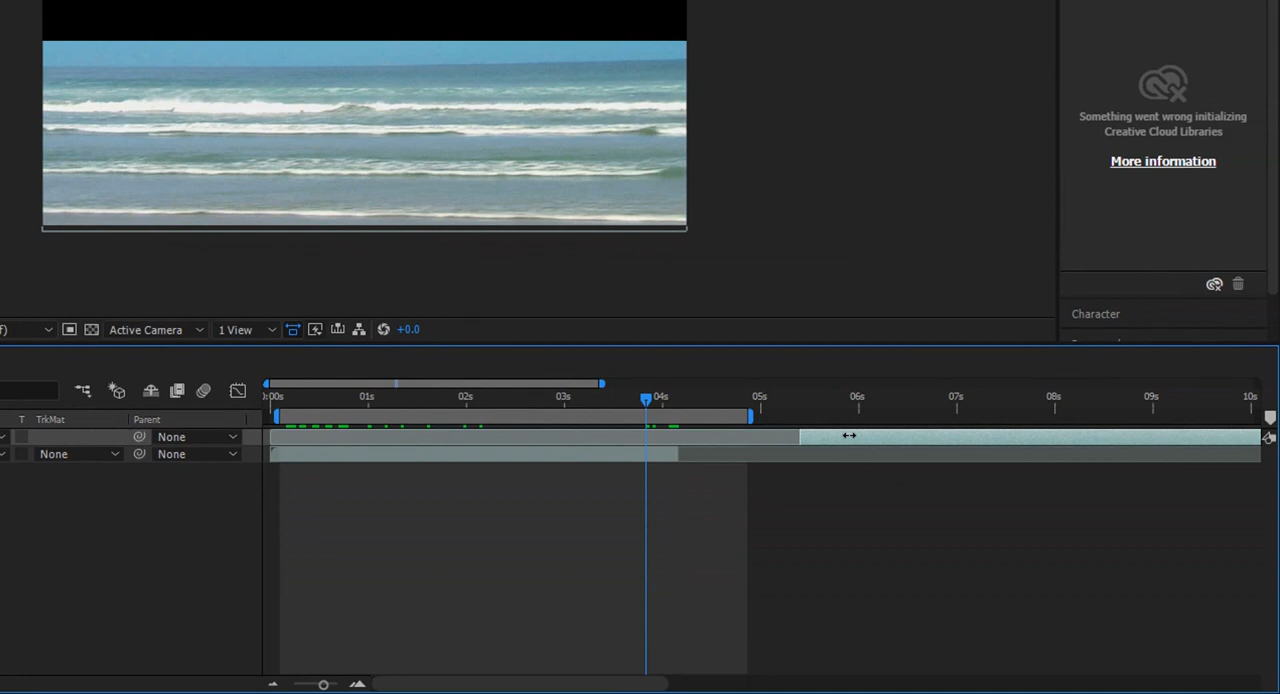 Something went wrong initializing
Creative Cloud Libraries
More information
Character
f)
Active Camera
1 View
+0.0
:00s 01s 02s 03s 04s 05s 06s 07s 08s 09s 10s
T TrkMat Parent
None
None None